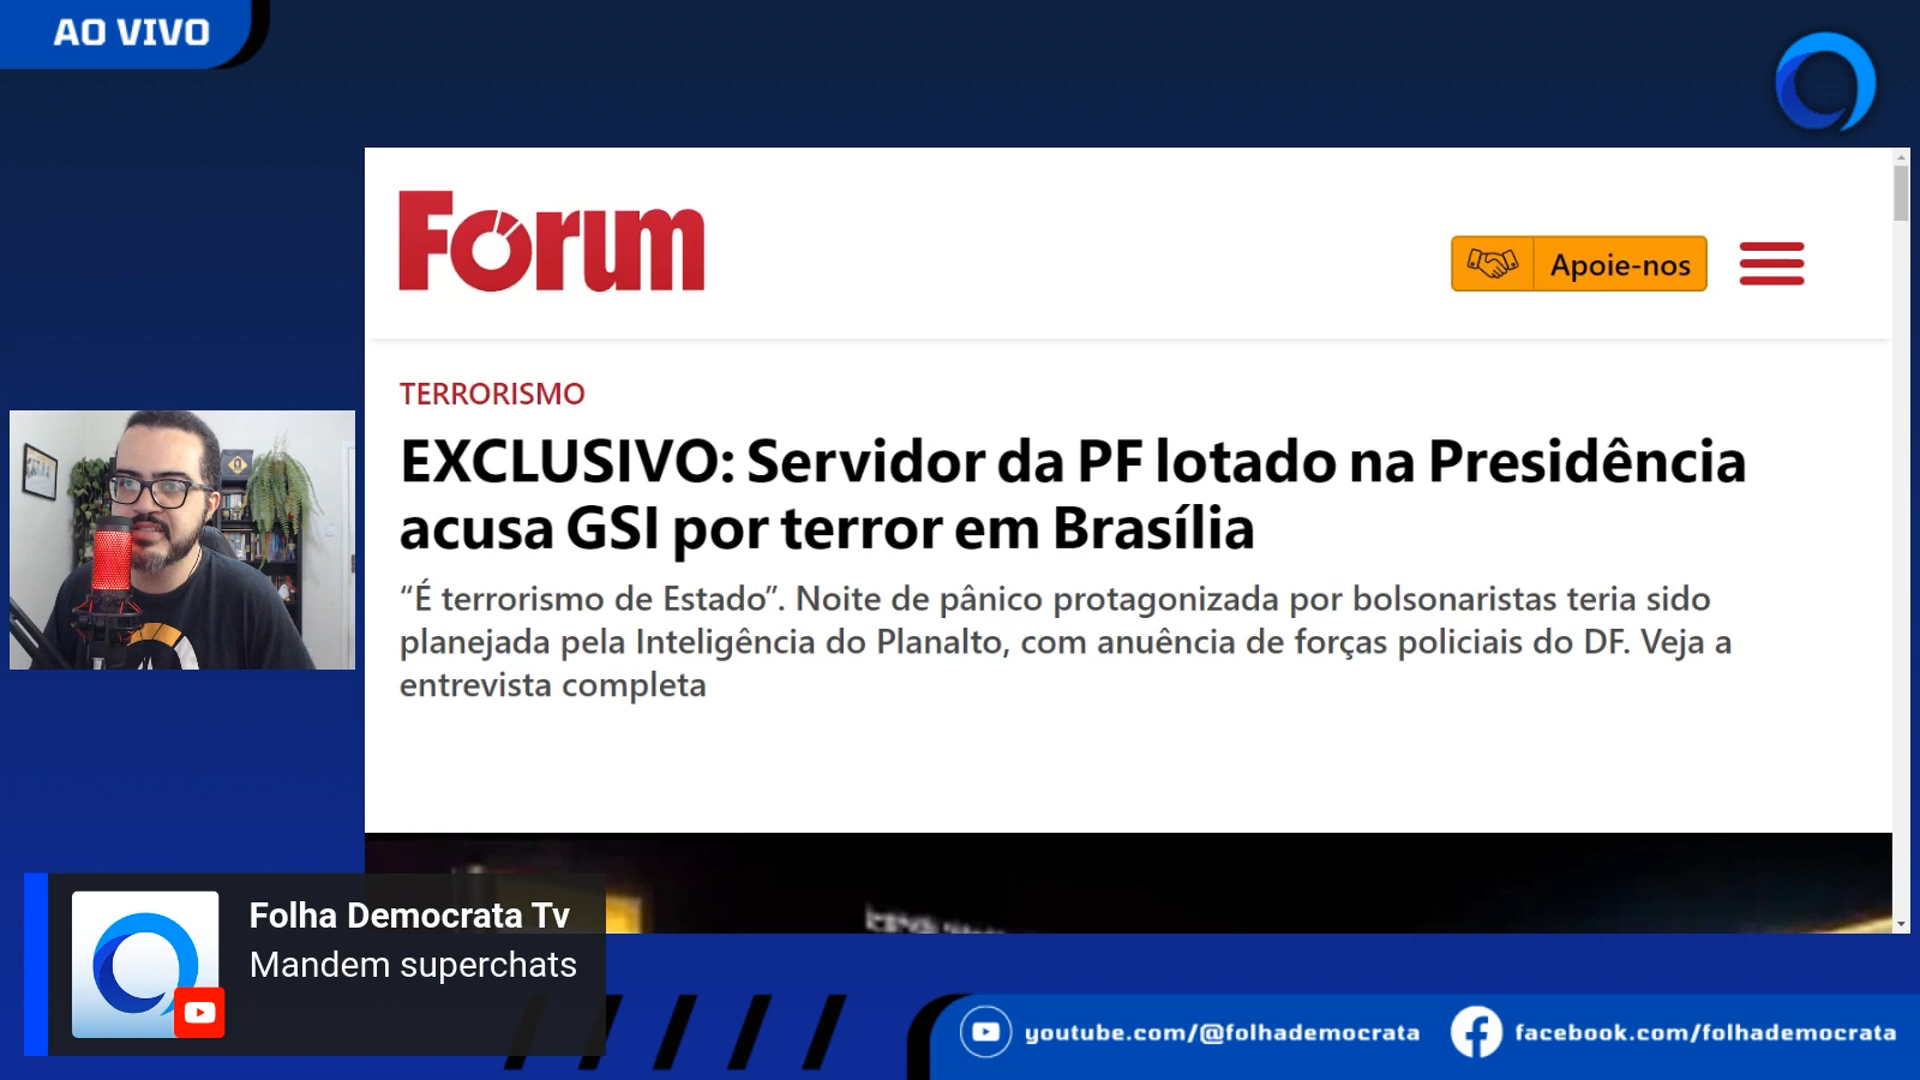 AO VIVO
Fórum
Apoie-nos
TERRORISMO
EXCLUSIVO: Servidor da PF lotado na Presidência
acusa GSI por terror em Brasília
“É terrorismo de Estado”. Noite de pânico protagonizada por bolsonaristas teria sido
planejada pela Inteligência do Planalto, com anuência de forças policiais do DF. Veja a
entrevista completa
Folha Democrata Tv
Mandem superchats
youtube.com/@folhademocrata
facebook.com/folhademocrata